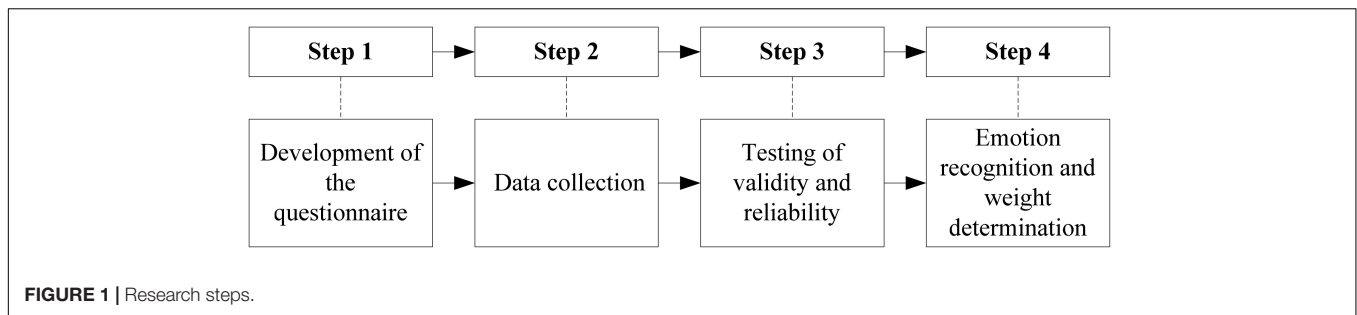 Step 1
Step 2
Step 3
Step 4
Development of
the
questionnaire
Data collection
Testing of
validity and
reliability
Emotion
recognition and
weight
determination
FIGURE 1 | Research steps.